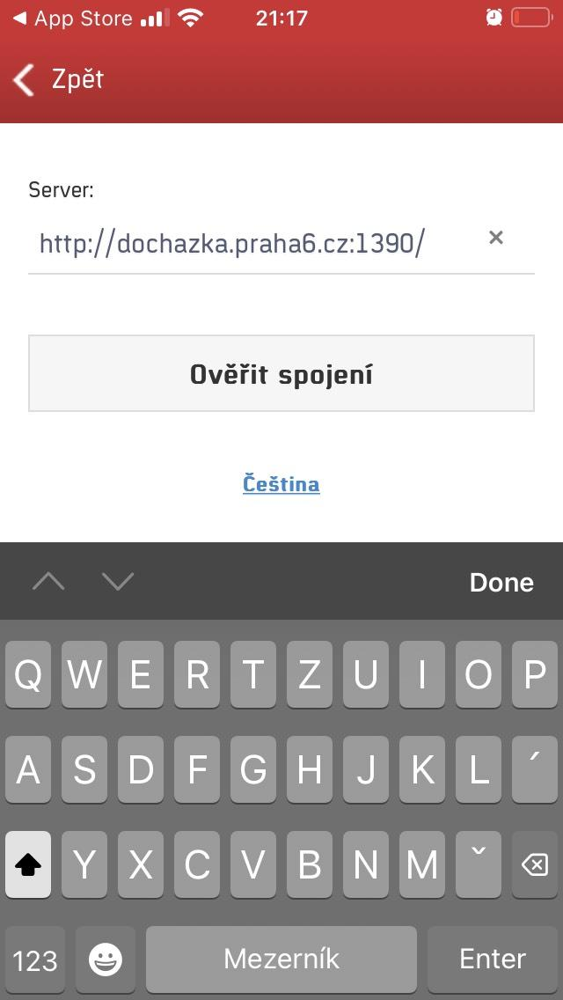 App Store 21:17
Zpět
Server:
http://dochazka.praha6.cz:1390/
Ověřit spojení
Čeština
Done
Q W E R T Z U I O P
A S D F G H J K L ´
Y X C V B N M ˇ
123 Mezerník Enter